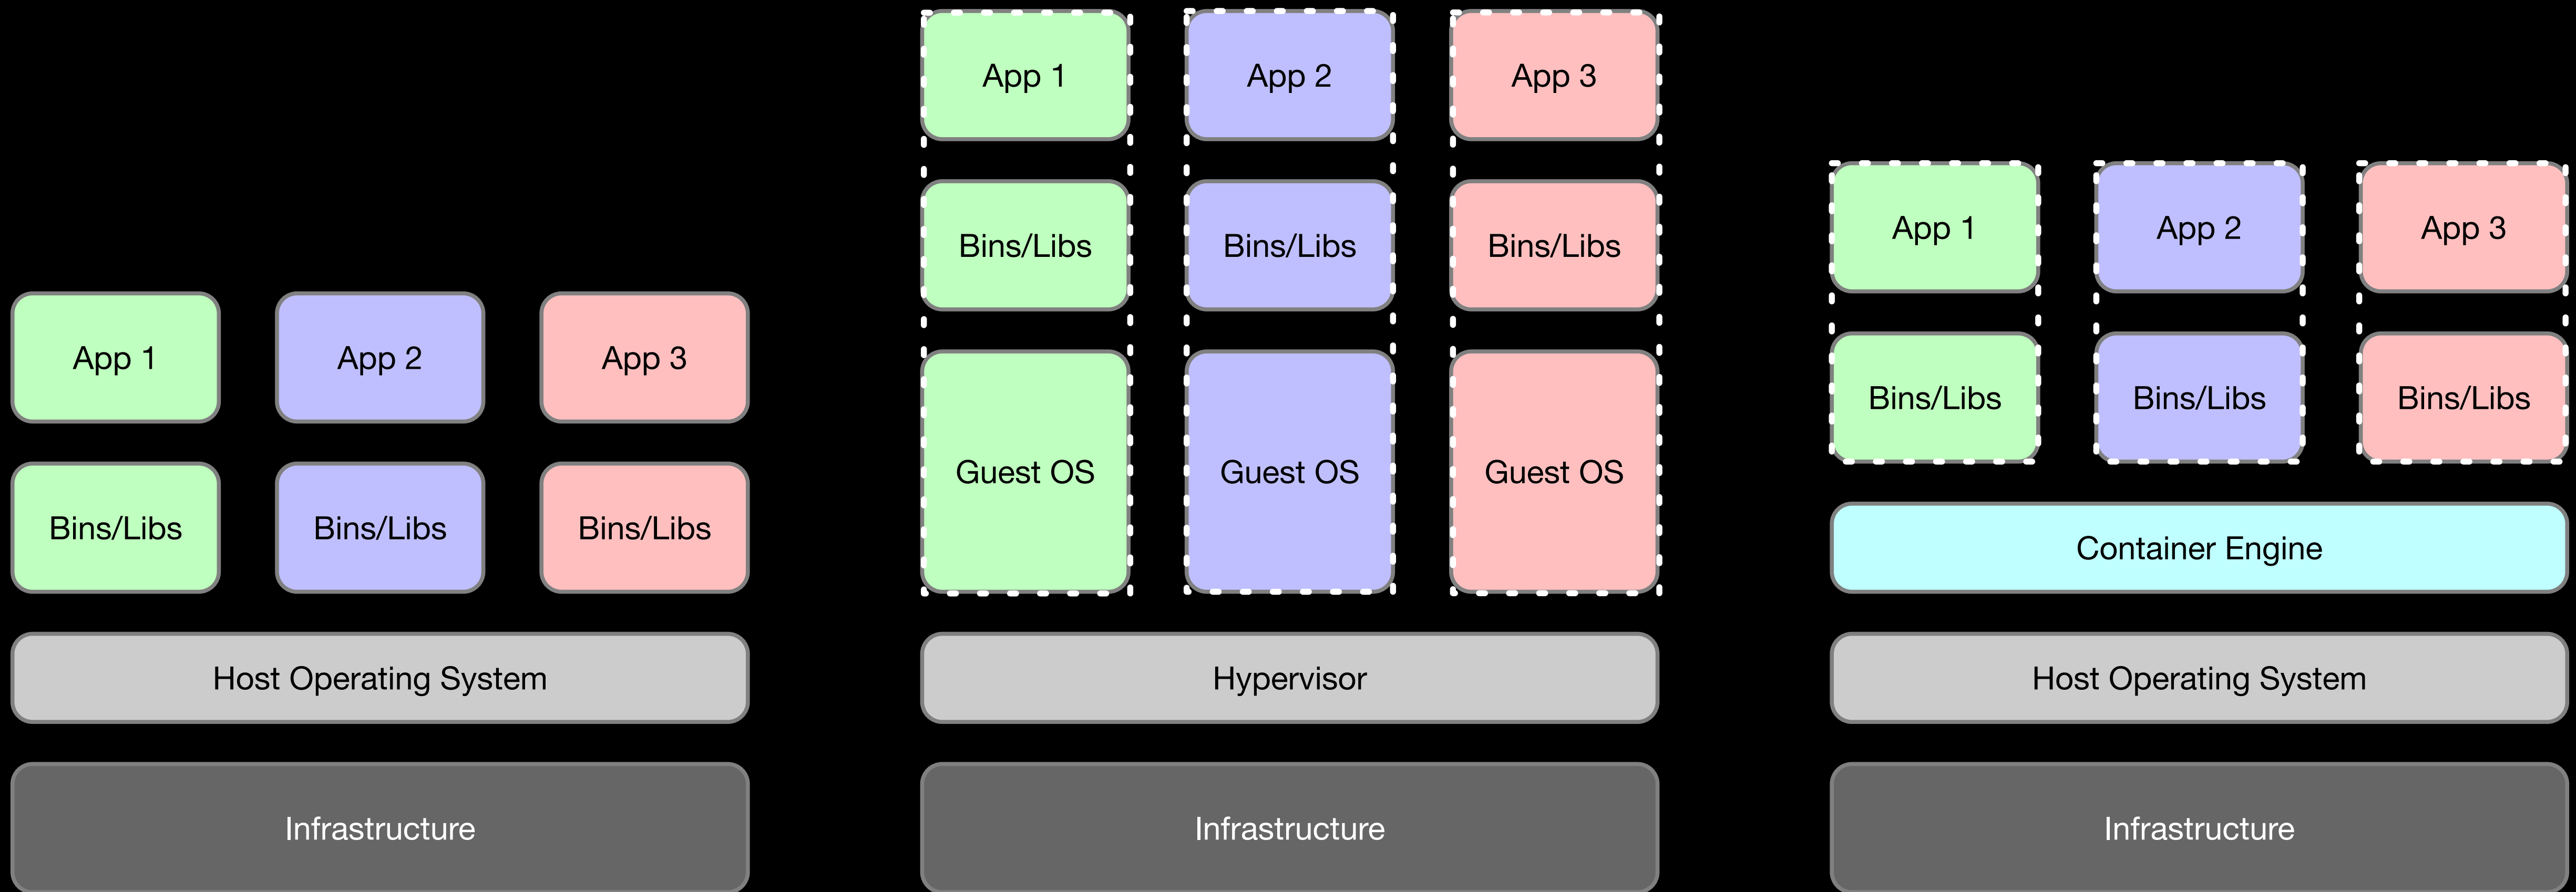 App 1
App 2
App 3
Bins/Libs
Bins/Libs
Bins/Libs
Host Operating System
Infrastructure
App 1
App 2
App 3
Bins/Libs
Bins/Libs
Bins/Libs
Guest OS
Guest OS
Guest OS
Hypervisor
Infrastructure
App 1
App 2
App 3
Bins/Libs
Bins/Libs
Bins/Libs
Container Engine
Host Operating System
Infrastructure